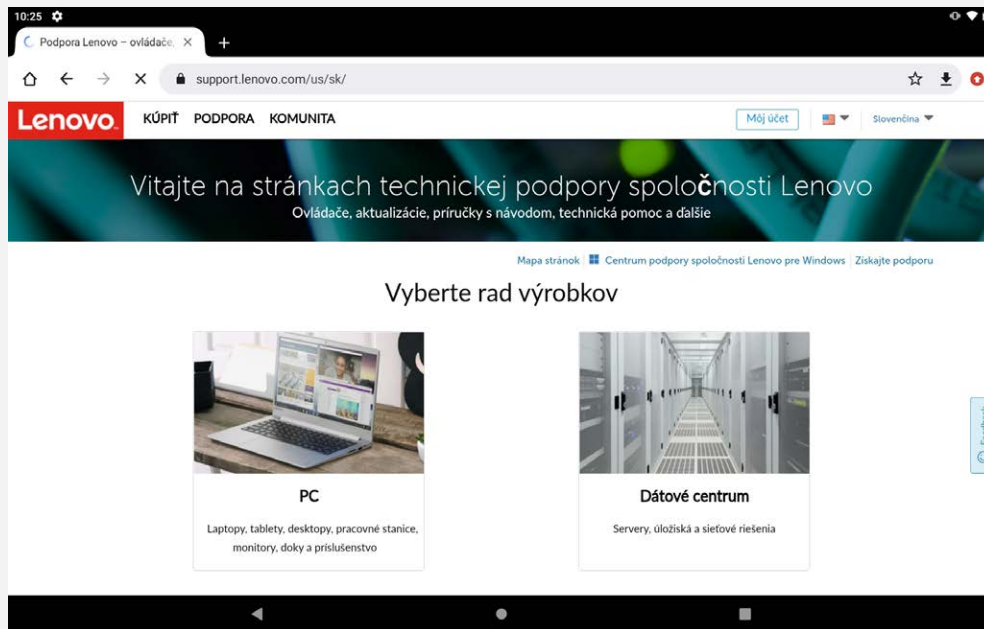 10:25
Podpora Lenovo – ovládače,
support.lenovo.com/us/sk/
Lenovo.
KÚPIŤ PODPORA KOMUNITA
Môj účet
Slovenčina
Vitajte na stránkach technickej podpory spoločnosti Lenovo
Ovládače, aktualizácie, príručky s návodom, technická pomoc a ďalšie
Mapa stránok
Centrum podpory spoločnosti Lenovo pre Windows
Získajte podporu
Vyberte rad výrobkov
PC
Laptopy, tablety, desktopy, pracovné stanice,
monitory, doky a príslušenstvo
Dátové centrum
Servery, úložiská a sieťové riešenia